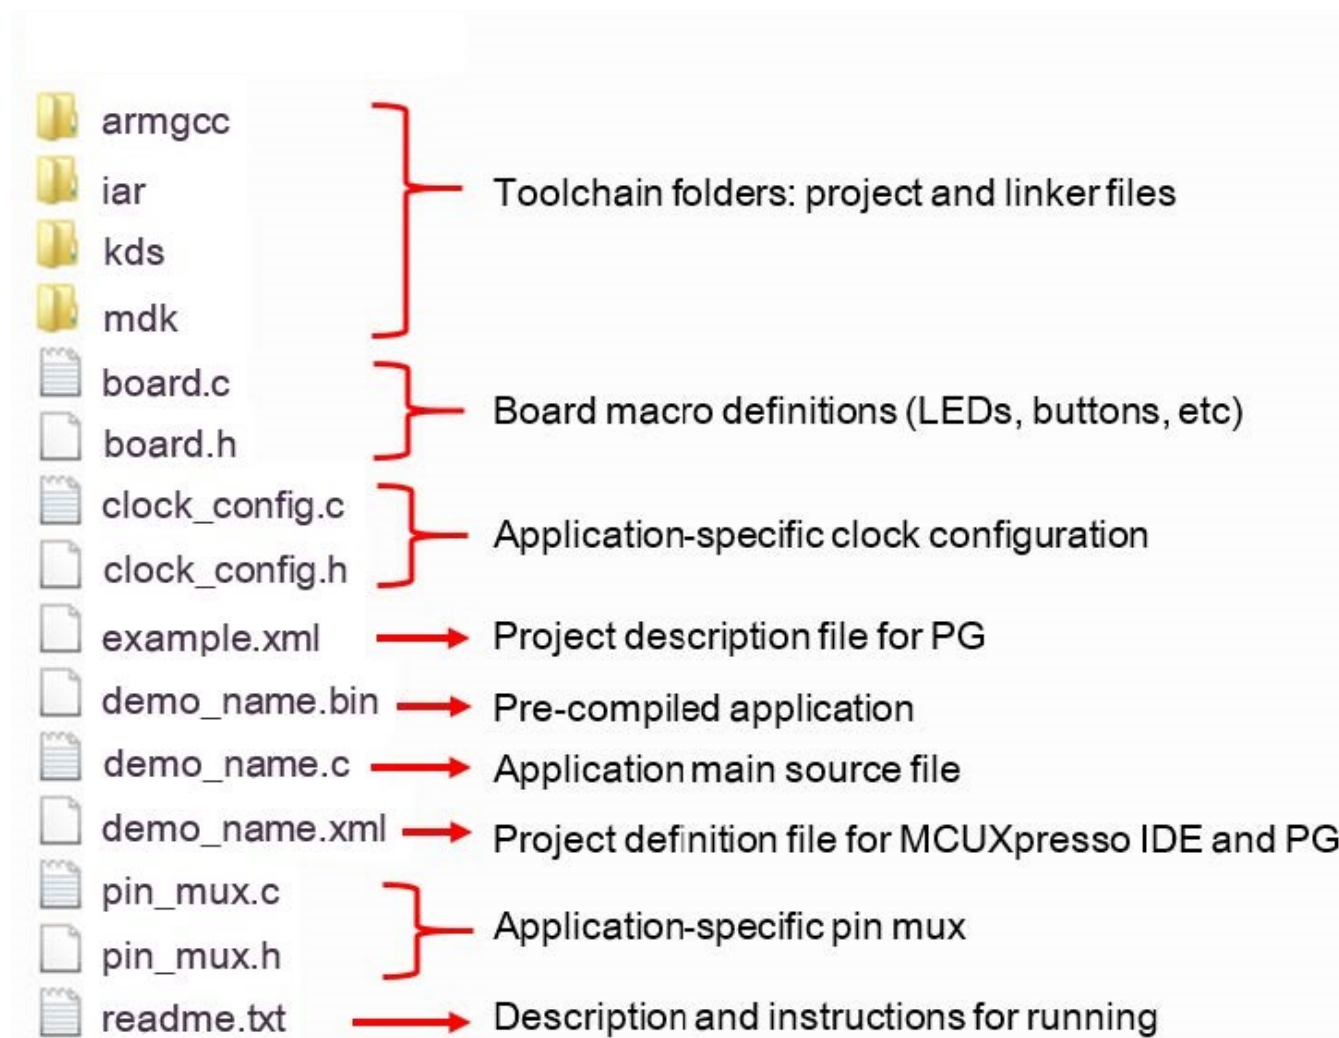 armgcc
iar
kds
mdk
Toolchain folders: project and linker files
board.c
board.h
Board macro definitions (LEDs, buttons, etc)
clock_config.c
clock_config.h
Application-specific clock configuration
example.xml
Project description file for PG
demo_name.bin
Pre-compiled application
demo_name.c
Application main source file
demo_name.xml
Project definition file for MCUXpresso IDE and PG
pin_mux.c
pin_mux.h
Application-specific pin mux
readme.txt
Description and instructions for running